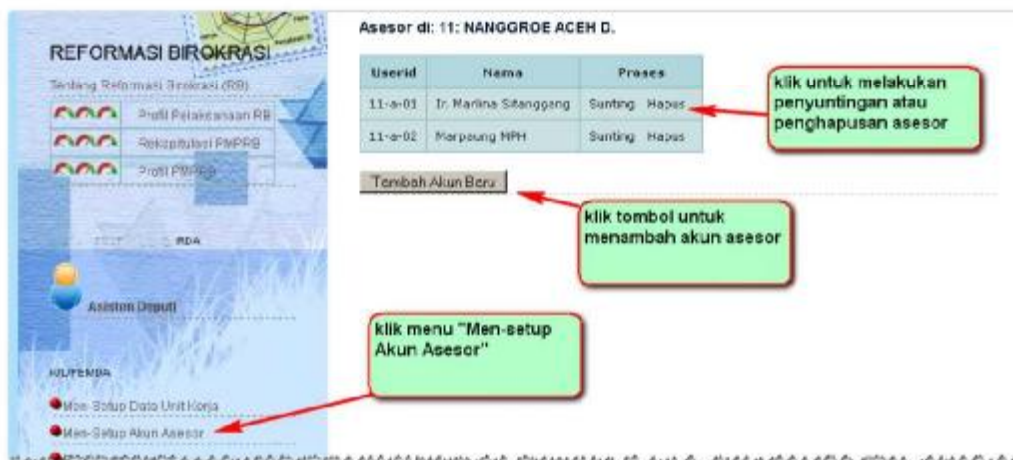 REFORMASI BIROKRASI
Tentang Reformasi Birokrasi (RB)
Profil Pelaksanaan RB
Rekapitulasi PMPRB
Profil PMPRB
RDA
Asisten Deputi
K/L/PEMDA
Men-Setup Data Unit Kerja
Men-Setup Akun Asesor
Asesor di: 11: NANGGROE ACEH D.
Userid Nama Proses
11-a-01 Ir. Marlina Sitanggang Sunting Hapus
11-a-02 Marpaung MPH Sunting Hapus
Tambah Akun Baru
klik untuk melakukan
penyuntingan atau
penghapusan asesor
klik tombol untuk
menambah akun asesor
klik menu "Men-setup
Akun Asesor"